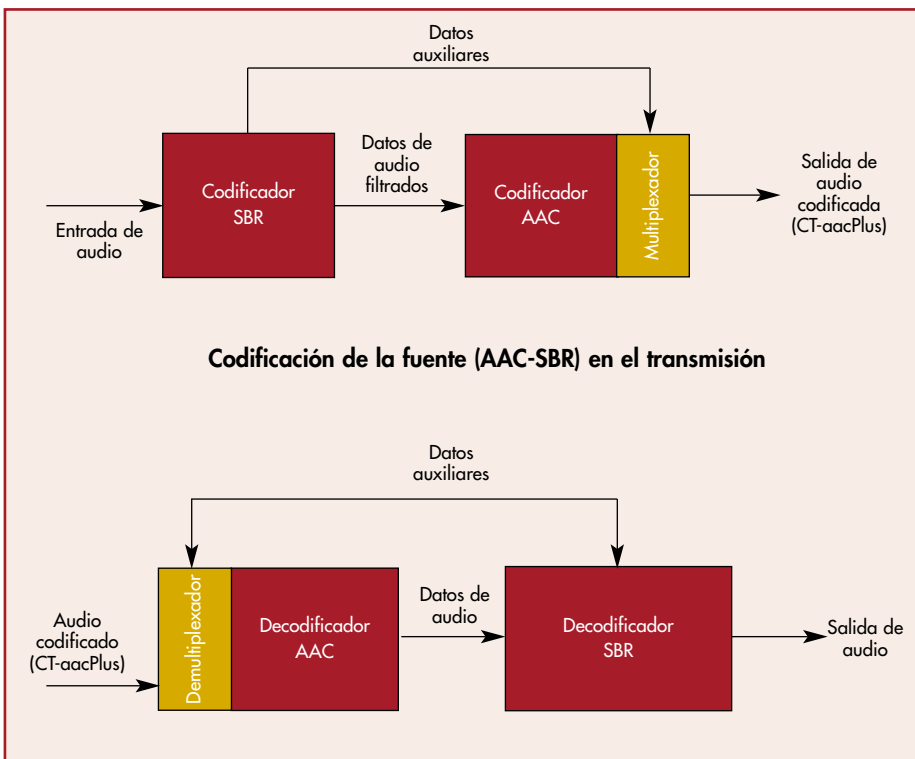 Datos
auxiliares
Codificador
SBR
Datos de
audio
filtrados
Codificador
AAC
Multiplexador
Entrada de
audio
Salida de
audio
codificada
(CT-aacPlus)
Codificación de la fuente (AAC-SBR) en el transmisión
Datos
auxiliares
Audio
codificado
(CT-aacPlus)
Demultiplexador
Decodificador
AAC
Datos de
audio
Decodificador
SBR
Salida de
audio